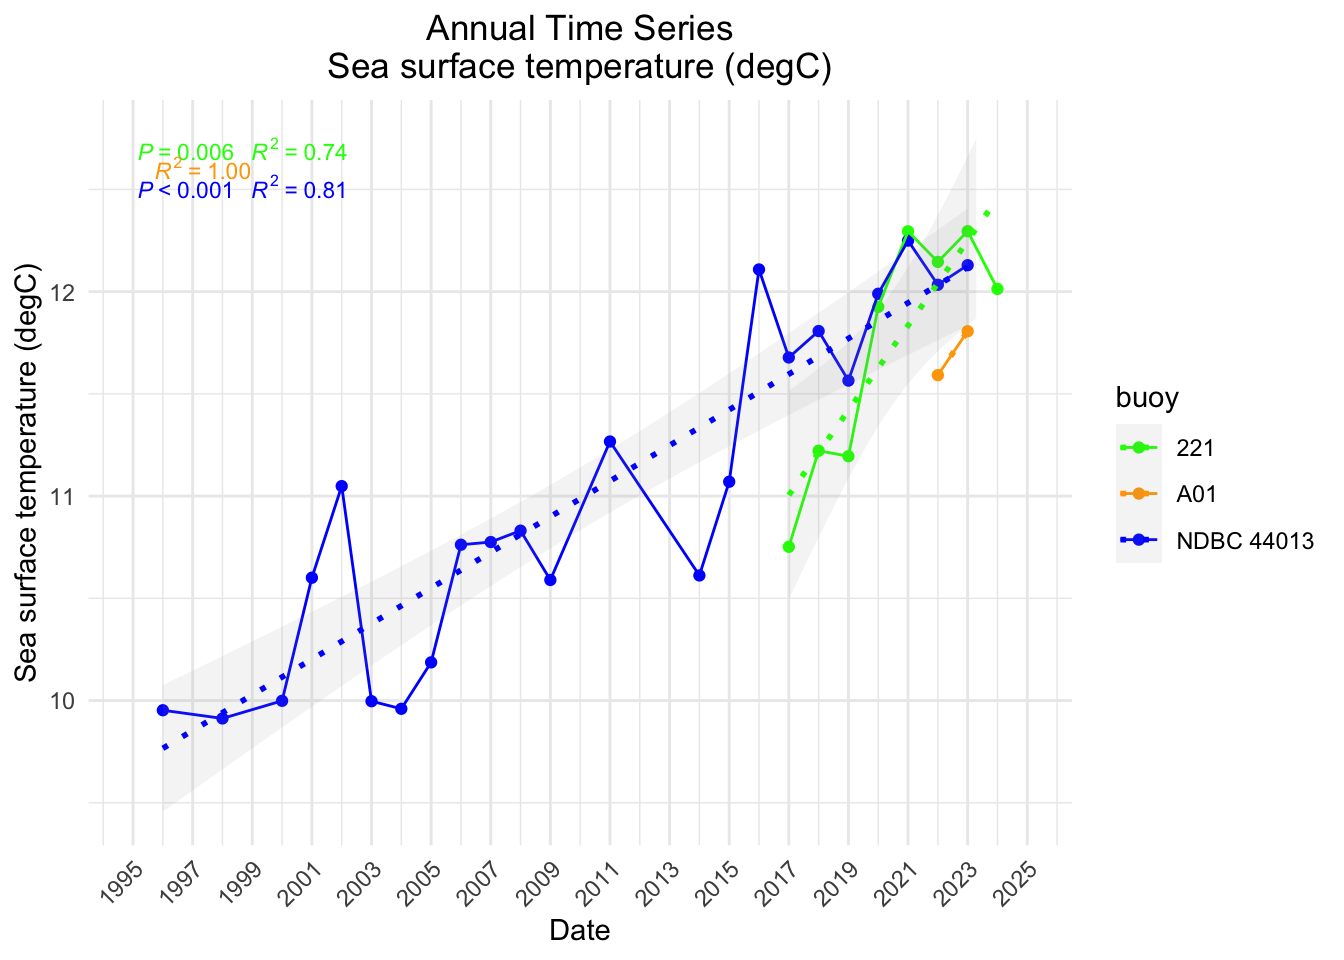 Annual Time Series
Sea surface temperature (degC)
P = 0.006 R² = 0.74
R² = 1.00
P < 0.001 R² = 0.81
Sea surface temperature (degC)
12
11
10
1995 1997 1999 2001 2003 2005 2007 2009 2011 2013 2015 2017 2019 2021 2023 2025
Date
buoy
221
A01
NDBC 44013